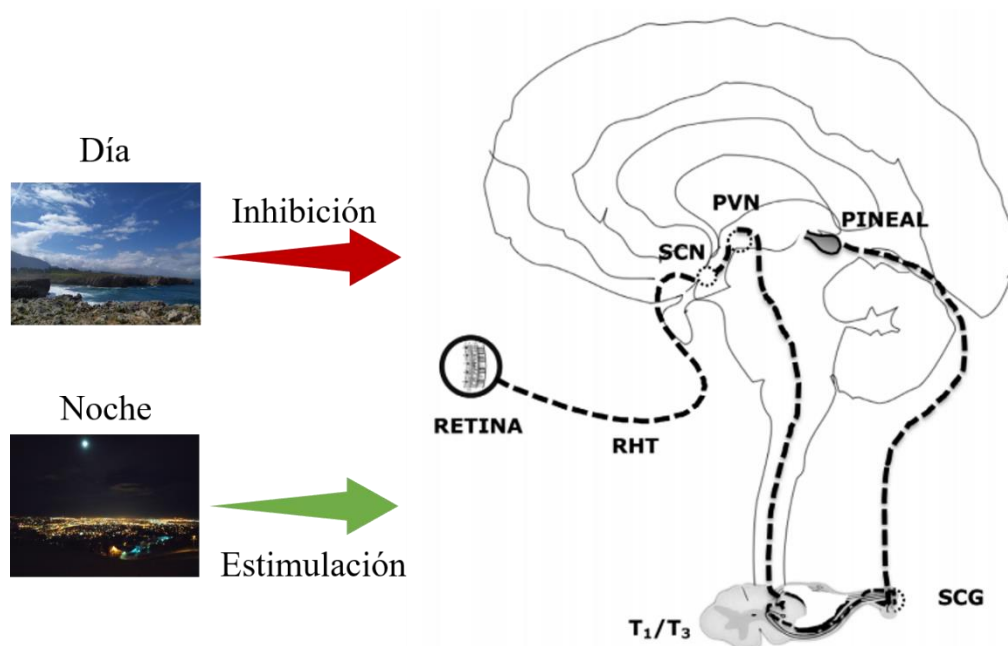 Día
Inhibición
Noche
Estimulación
PVN
PINEAL
SCN
RETINA
RHT
T₁/T₃
SCG